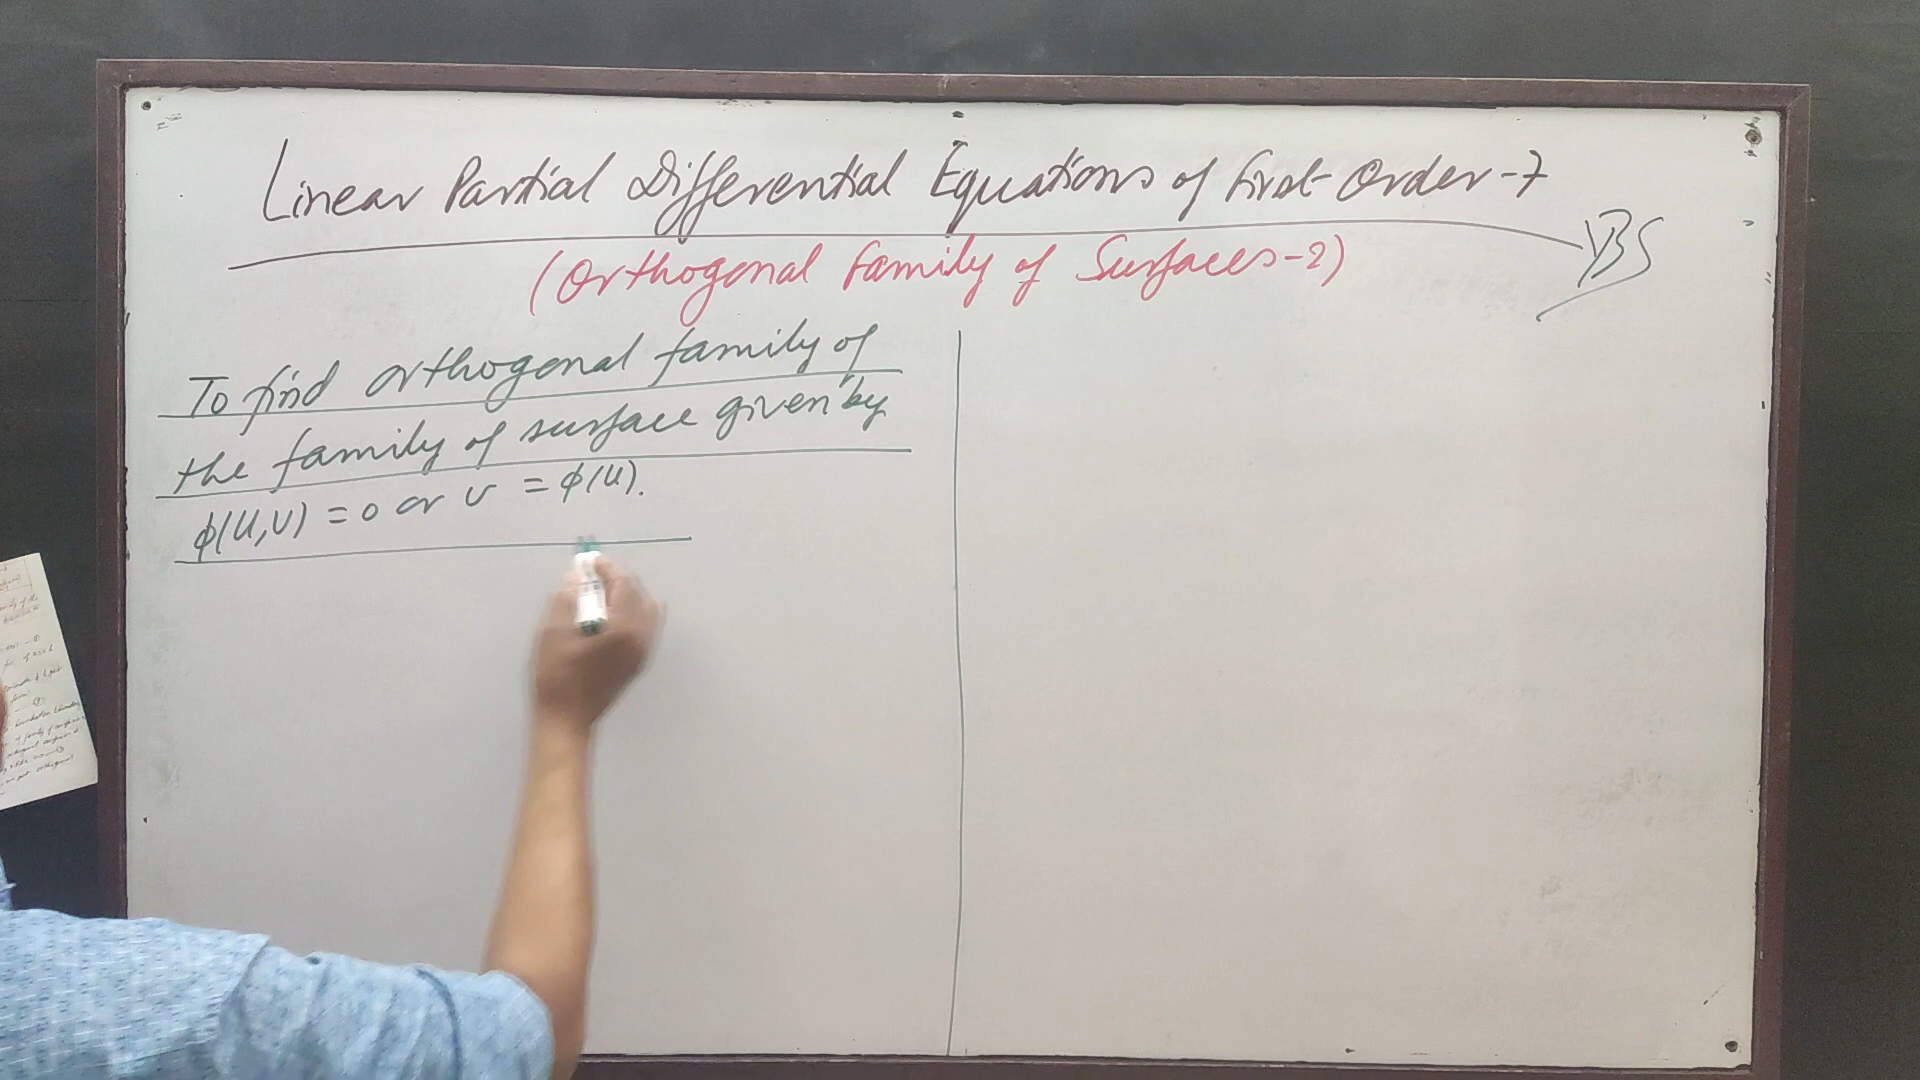 Linear Partial Differential Equations of First Order-7
(Orthogonal Family of Surfaces-2)
YBS
To find orthogonal family of
the family of surface given by
φ(u,v) = 0 or v = φ(u).